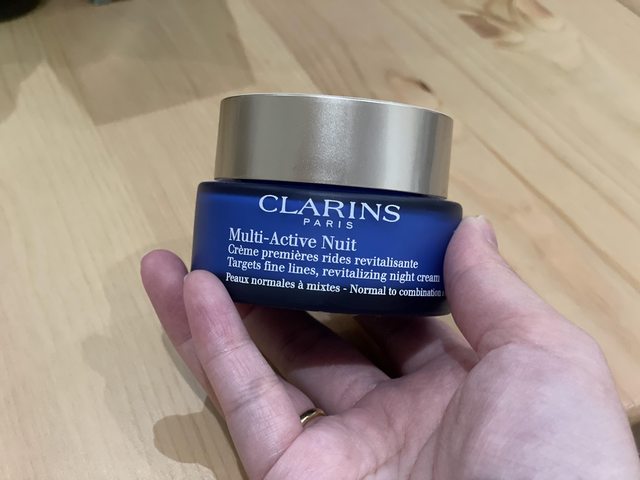 CLARINS
PARIS
Multi-Active Nuit
Crème premières rides revitalisante
Targets fine lines, revitalizing night cream
Peaux normales à mixtes - Normal to combination